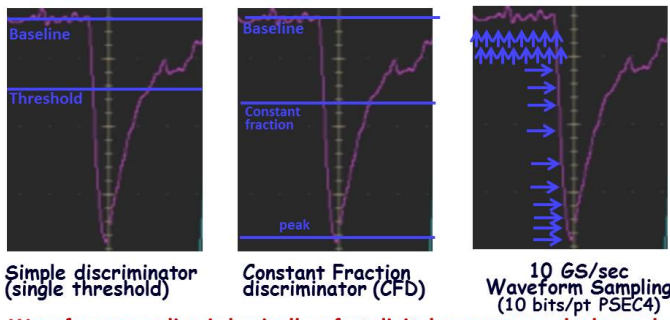 Baseline
Threshold
Baseline
Constant
fraction
peak
Simple discriminator
(single threshold)
Constant Fraction
discriminator (CFD)
10 GS/sec
Waveform Sampling
(10 bits/pt PSEC4)